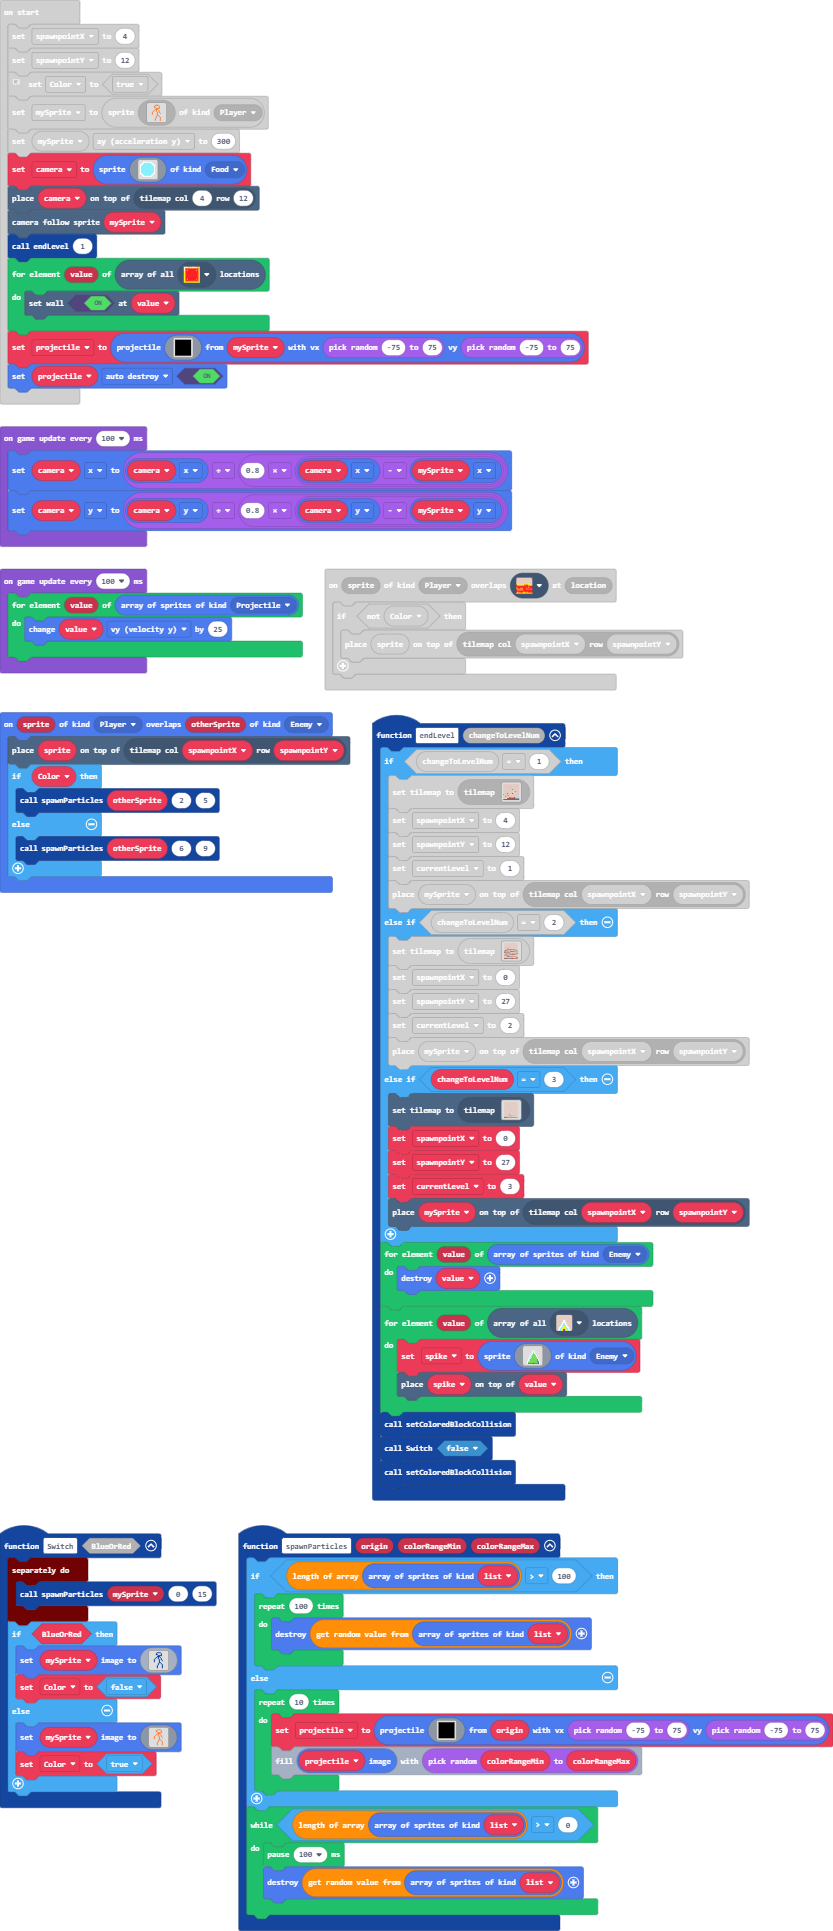 on start
set spawnpointX to 4
set spawnpointY to 12
set Color to true
set mySprite to sprite of kind Player
set mySprite ay (acceleration y) to 300
set camera to sprite of kind Food
place camera on top of tilemap col 4 row 12
camera follow sprite mySprite
call endLevel 1
for element value of array of all locations
do set wall ON at value
set projectile to projectile from mySprite with vx pick random -75 to 75 vy pick random -75 to 75
set projectile auto destroy ON
on game update every 100 ms
set camera x to camera x + 0.8 × camera x - mySprite x
set camera y to camera y + 0.8 × camera y - mySprite y
on game update every 100 ms
for element value of array of sprites of kind Projectile
do change value vy (velocity y) by 25
on sprite of kind Player overlaps at location
if not Color then
place sprite on top of tilemap col spawnpointX row spawnpointY
on sprite of kind Player overlaps otherSprite of kind Enemy
place sprite on top of tilemap col spawnpointX row spawnpointY
if Color then
call spawnParticles otherSprite 2 5
else
call spawnParticles otherSprite 6 9
function endLevel changeToLevelNum
if changeToLevelNum = 1 then
set tilemap to tilemap
set spawnpointX to 4
set spawnpointY to 12
set currentLevel to 1
place mySprite on top of tilemap col spawnpointX row spawnpointY
else if changeToLevelNum = 2 then
set tilemap to tilemap
set spawnpointX to 0
set spawnpointY to 27
set currentLevel to 2
place mySprite on top of tilemap col spawnpointX row spawnpointY
else if changeToLevelNum = 3 then
set tilemap to tilemap
set spawnpointX to 0
set spawnpointY to 27
set currentLevel to 3
place mySprite on top of tilemap col spawnpointX row spawnpointY
for element value of array of sprites of kind Enemy
do destroy value
for element value of array of all locations
do set spike to sprite of kind Enemy
place spike on top of value
call setColoredBlockCollision
call Switch false
call setColoredBlockCollision
function Switch BlueOrRed
separately do
call spawnParticles mySprite 0 15
if BlueOrRed then
set mySprite image to
set Color to false
else
set mySprite image to
set Color to true
function spawnParticles origin colorRangeMin colorRangeMax
if length of array array of sprites of kind list > 100 then
repeat 100 times
do destroy get random value from array of sprites of kind list
else
repeat 10 times
do set projectile to projectile from origin with vx pick random -75 to 75 vy pick random -75 to 75
fill projectile image with pick random colorRangeMin to colorRangeMax
while length of array array of sprites of kind list > 0
do pause 100 ms
destroy get random value from array of sprites of kind list